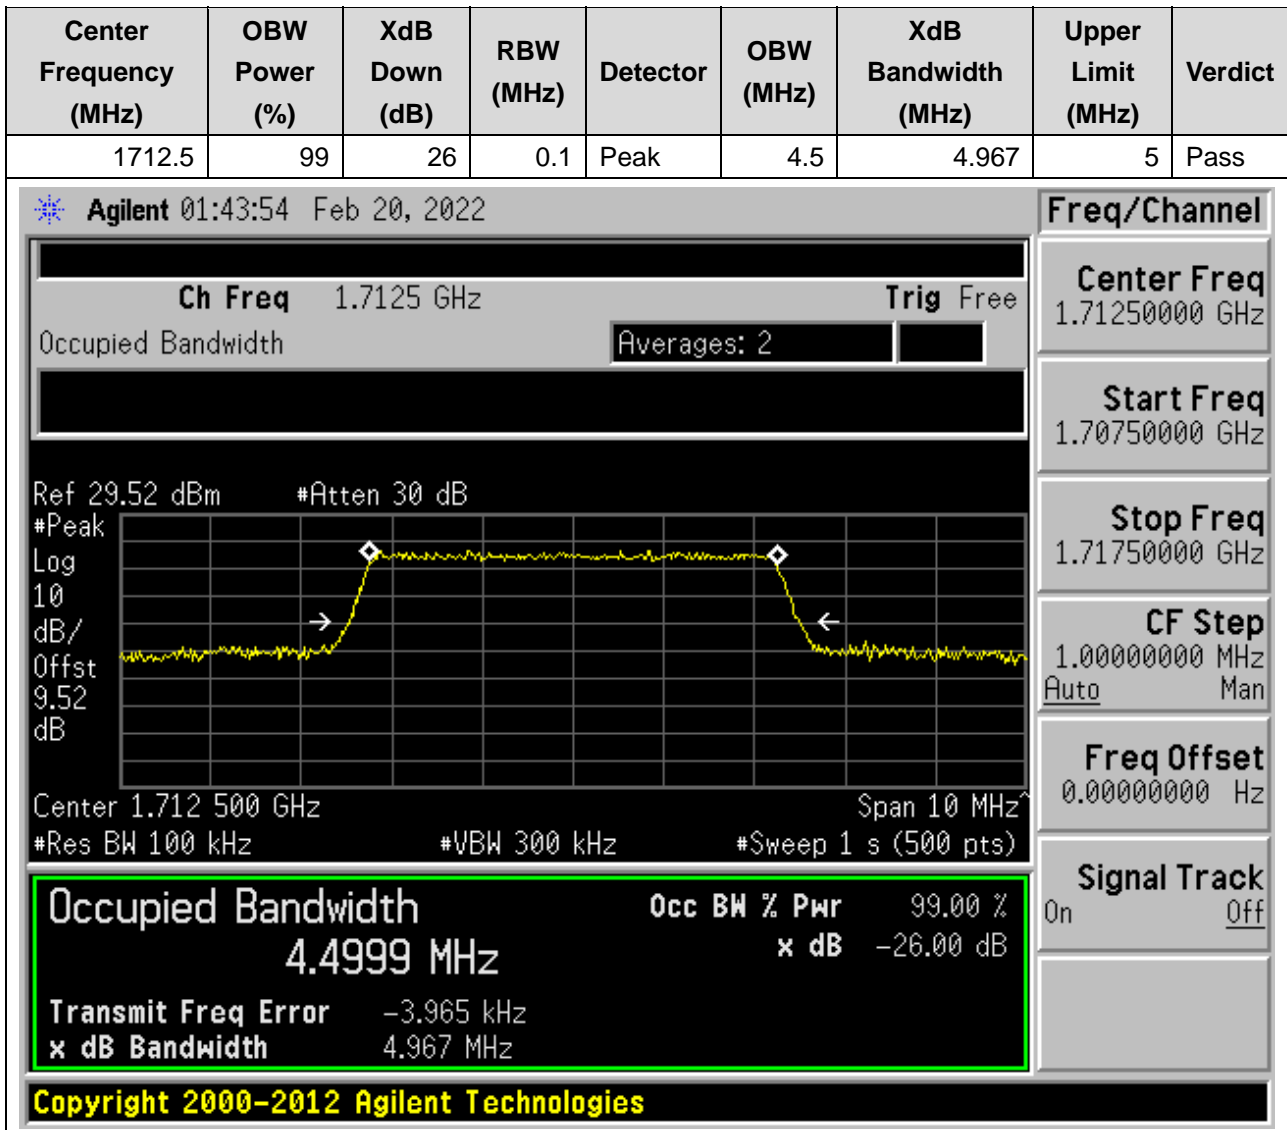 Center Frequency (MHz) OBW Power (%) XdB Down (dB) RBW (MHz) Detector OBW (MHz) XdB Bandwidth (MHz) Upper Limit (MHz) Verdict
1712.5 99 26 0.1 Peak 4.5 4.967 5 Pass
Agilent 01:43:54 Feb 20, 2022
Ch Freq 1.7125 GHz Trig Free
Occupied Bandwidth Averages: 2
Ref 29.52 dBm #Atten 30 dB
#Peak
Log
10
dB/
Offst
9.52
dB
Center 1.712 500 GHz Span 10 MHz^
#Res BW 100 kHz #VBW 300 kHz #Sweep 1 s (500 pts)
Occupied Bandwidth Occ BW % Pwr 99.00 %
4.4999 MHz x dB -26.00 dB
Transmit Freq Error -3.965 kHz
x dB Bandwidth 4.967 MHz
Copyright 2000-2012 Agilent Technologies
Freq/Channel
Center Freq
1.71250000 GHz
Start Freq
1.70750000 GHz
Stop Freq
1.71750000 GHz
CF Step
1.00000000 MHz
Auto Man
Freq Offset
0.00000000 Hz
Signal Track
On Off